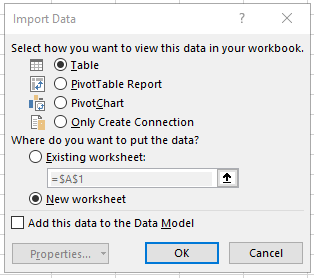 Import Data
?
Select how you want to view this data in your workbook.
Table
PivotTable Report
PivotChart
Only Create Connection
Where do you want to put the data?
Existing worksheet:
=$A$1
New worksheet
Add this data to the Data Model
Properties...
OK
Cancel